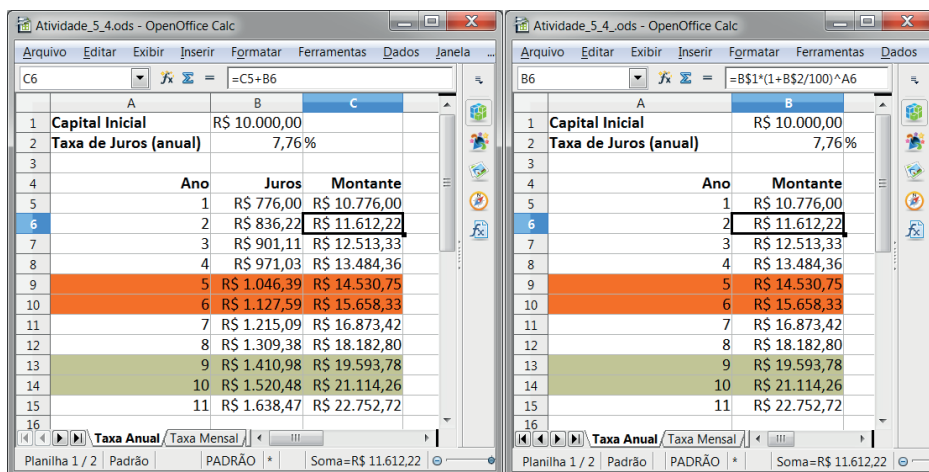 Atividade_5_4.ods - OpenOffice Calc
Arquivo Editar Exibir Inserir Formatar Ferramentas Dados Janela ...
C6 =C5+B6
A B C
1 Capital Inicial R$ 10.000,00
2 Taxa de Juros (anual) 7,76 %
3
4 Ano Juros Montante
5 1 R$ 776,00 R$ 10.776,00
6 2 R$ 836,22 R$ 11.612,22
7 3 R$ 901,11 R$ 12.513,33
8 4 R$ 971,03 R$ 13.484,36
9 5 R$ 1.046,39 R$ 14.530,75
10 6 R$ 1.127,59 R$ 15.658,33
11 7 R$ 1.215,09 R$ 16.873,42
12 8 R$ 1.309,38 R$ 18.182,80
13 9 R$ 1.410,98 R$ 19.593,78
14 10 R$ 1.520,48 R$ 21.114,26
15 11 R$ 1.638,47 R$ 22.752,72
16
Taxa Anual Taxa Mensal
Planilha 1 / 2 Padrão PADRÃO * Soma=R$ 11.612,22
Atividade_5_4_.ods - OpenOffice Calc
Arquivo Editar Exibir Inserir Formatar Ferramentas Dados
B6 =B$1*(1+B$2/100)^A6
A B
1 Capital Inicial R$ 10.000,00
2 Taxa de Juros (anual) 7,76 %
3
4 Ano Montante
5 1 R$ 10.776,00
6 2 R$ 11.612,22
7 3 R$ 12.513,33
8 4 R$ 13.484,36
9 5 R$ 14.530,75
10 6 R$ 15.658,33
11 7 R$ 16.873,42
12 8 R$ 18.182,80
13 9 R$ 19.593,78
14 10 R$ 21.114,26
15 11 R$ 22.752,72
16
Taxa Anual Taxa Mensal
Planilha 1 / 2 Padrão PADRÃO * Soma=R$ 11.612,22